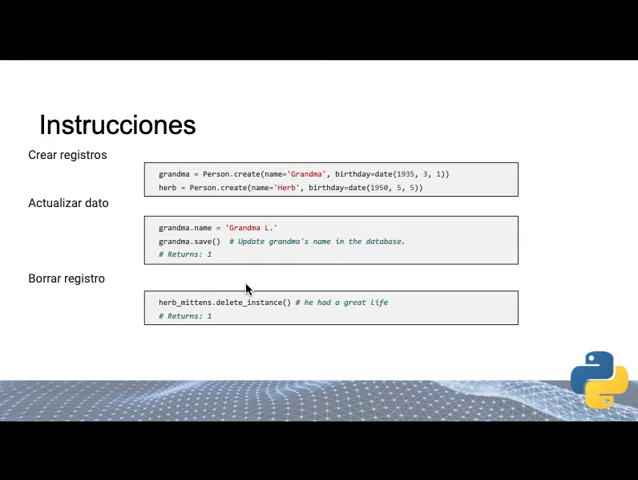 Instrucciones
Crear registros
grandma = Person.create(name='Grandma', birthday=date(1935, 3, 1))
herb = Person.create(name='Herb', birthday=date(1950, 5, 5))
Actualizar dato
grandma.name = 'Grandma L.'
grandma.save()  # Update grandma's name in the database.
# Returns: 1
Borrar registro
herb_mittens.delete_instance() # he had a great life
# Returns: 1